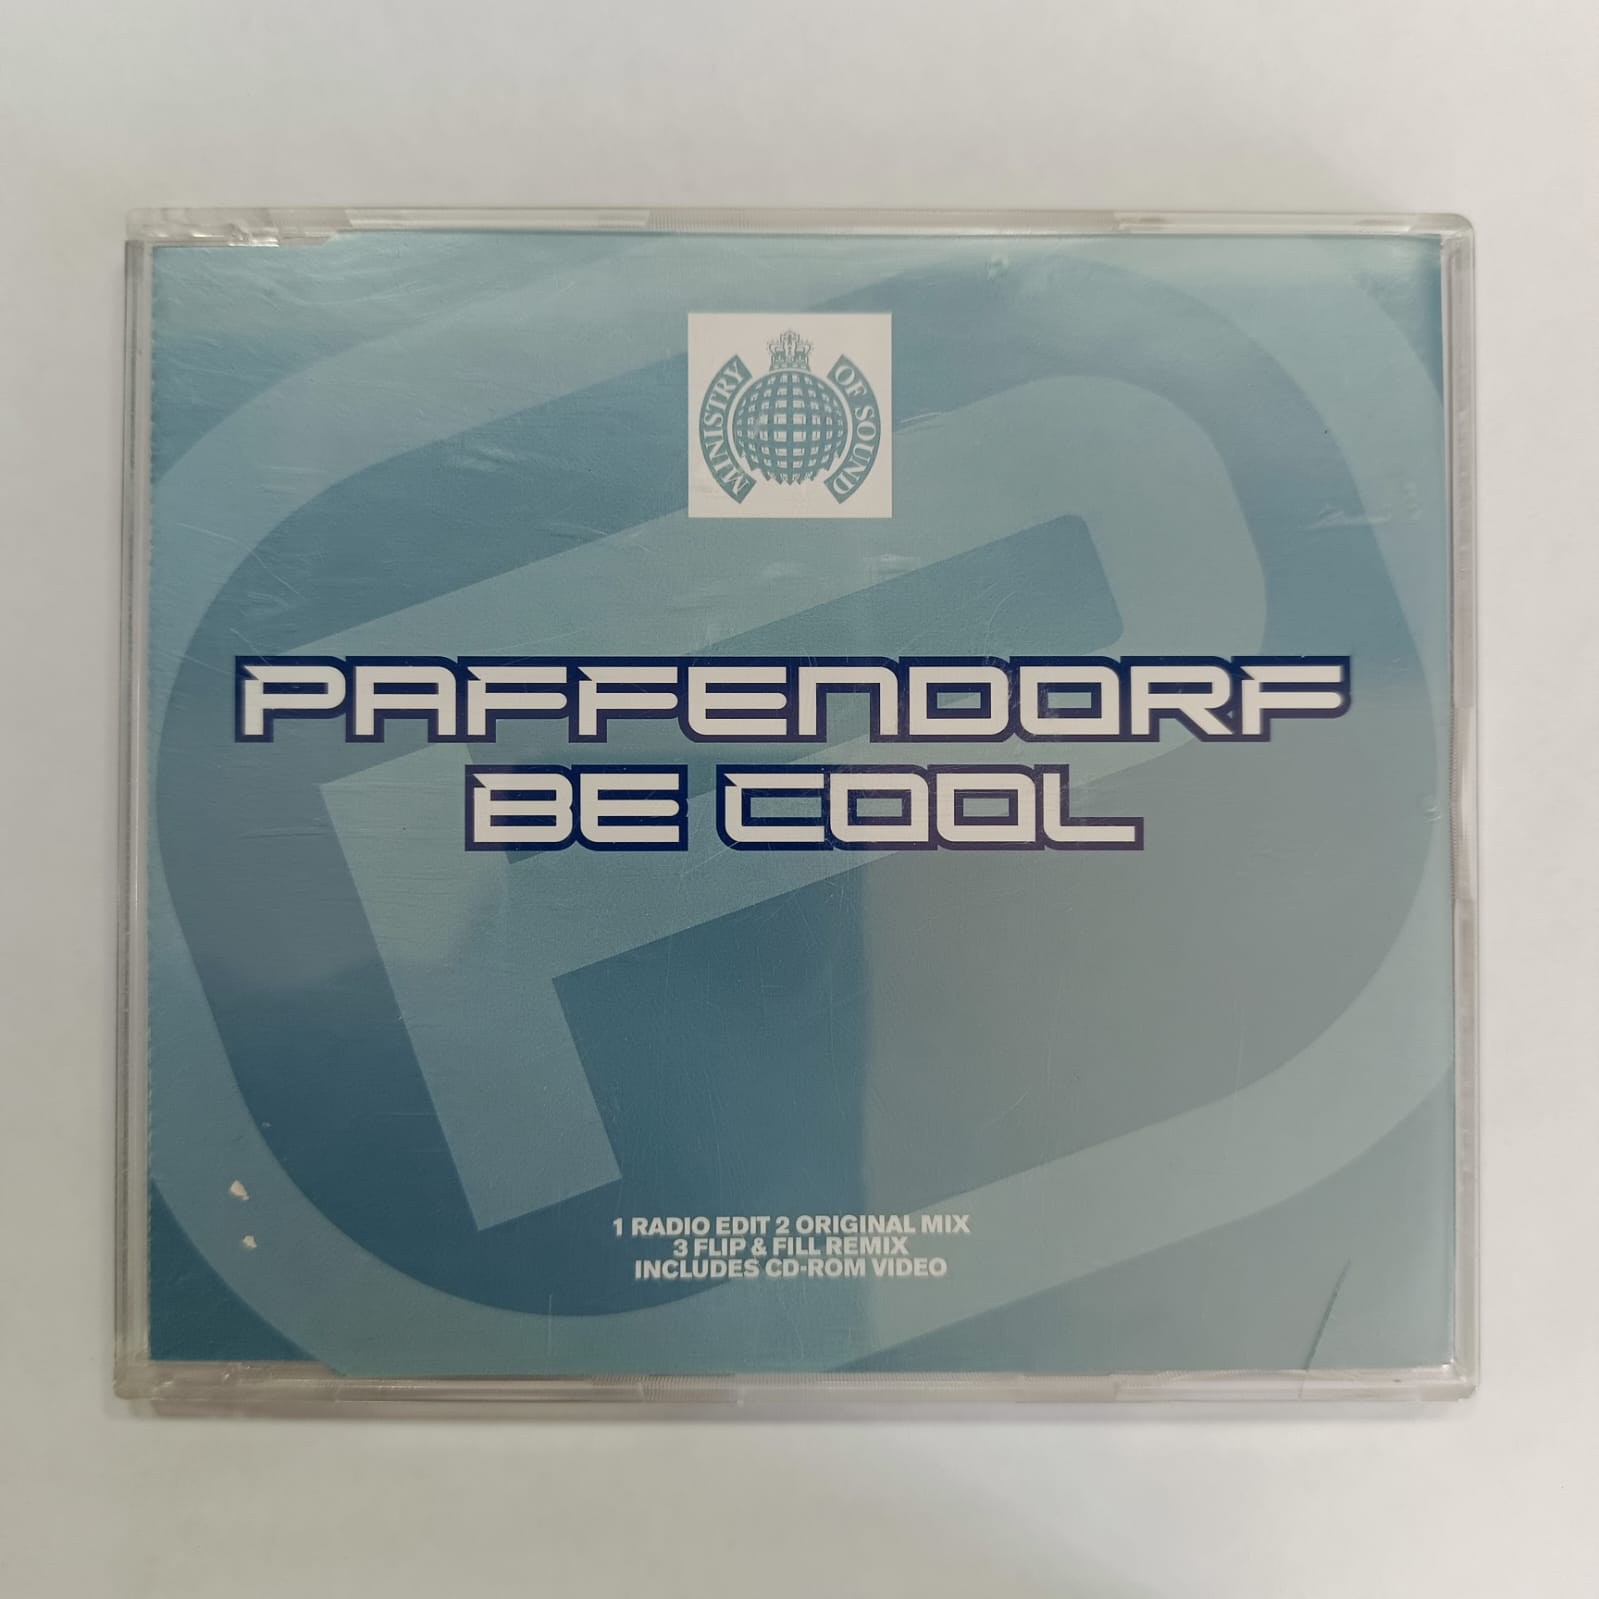 MINISTRY OF SOUND
PAFFENDORF
BE COOL
1 RADIO EDIT 2 ORIGINAL MIX
3 FLIP & FILL REMIX
INCLUDES CD-ROM VIDEO